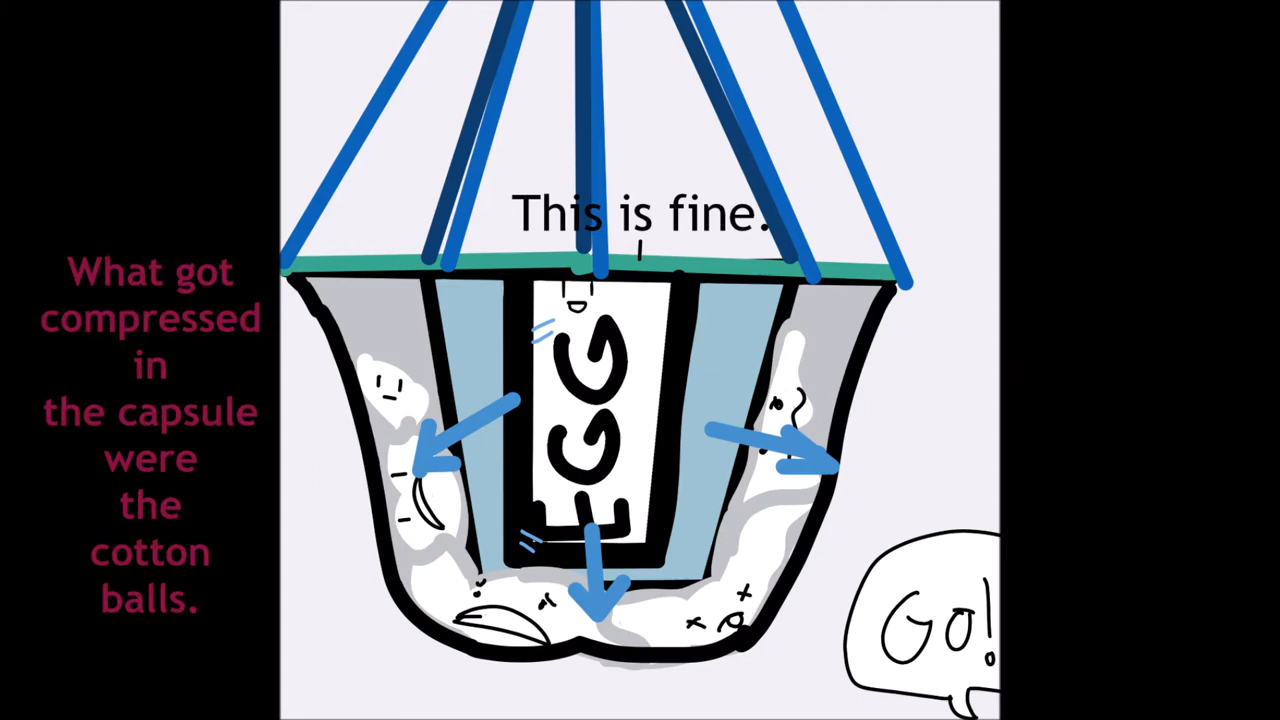 This is fine.
What got
compressed
in
the capsule
were
the
cotton
balls.
EGG
GO!